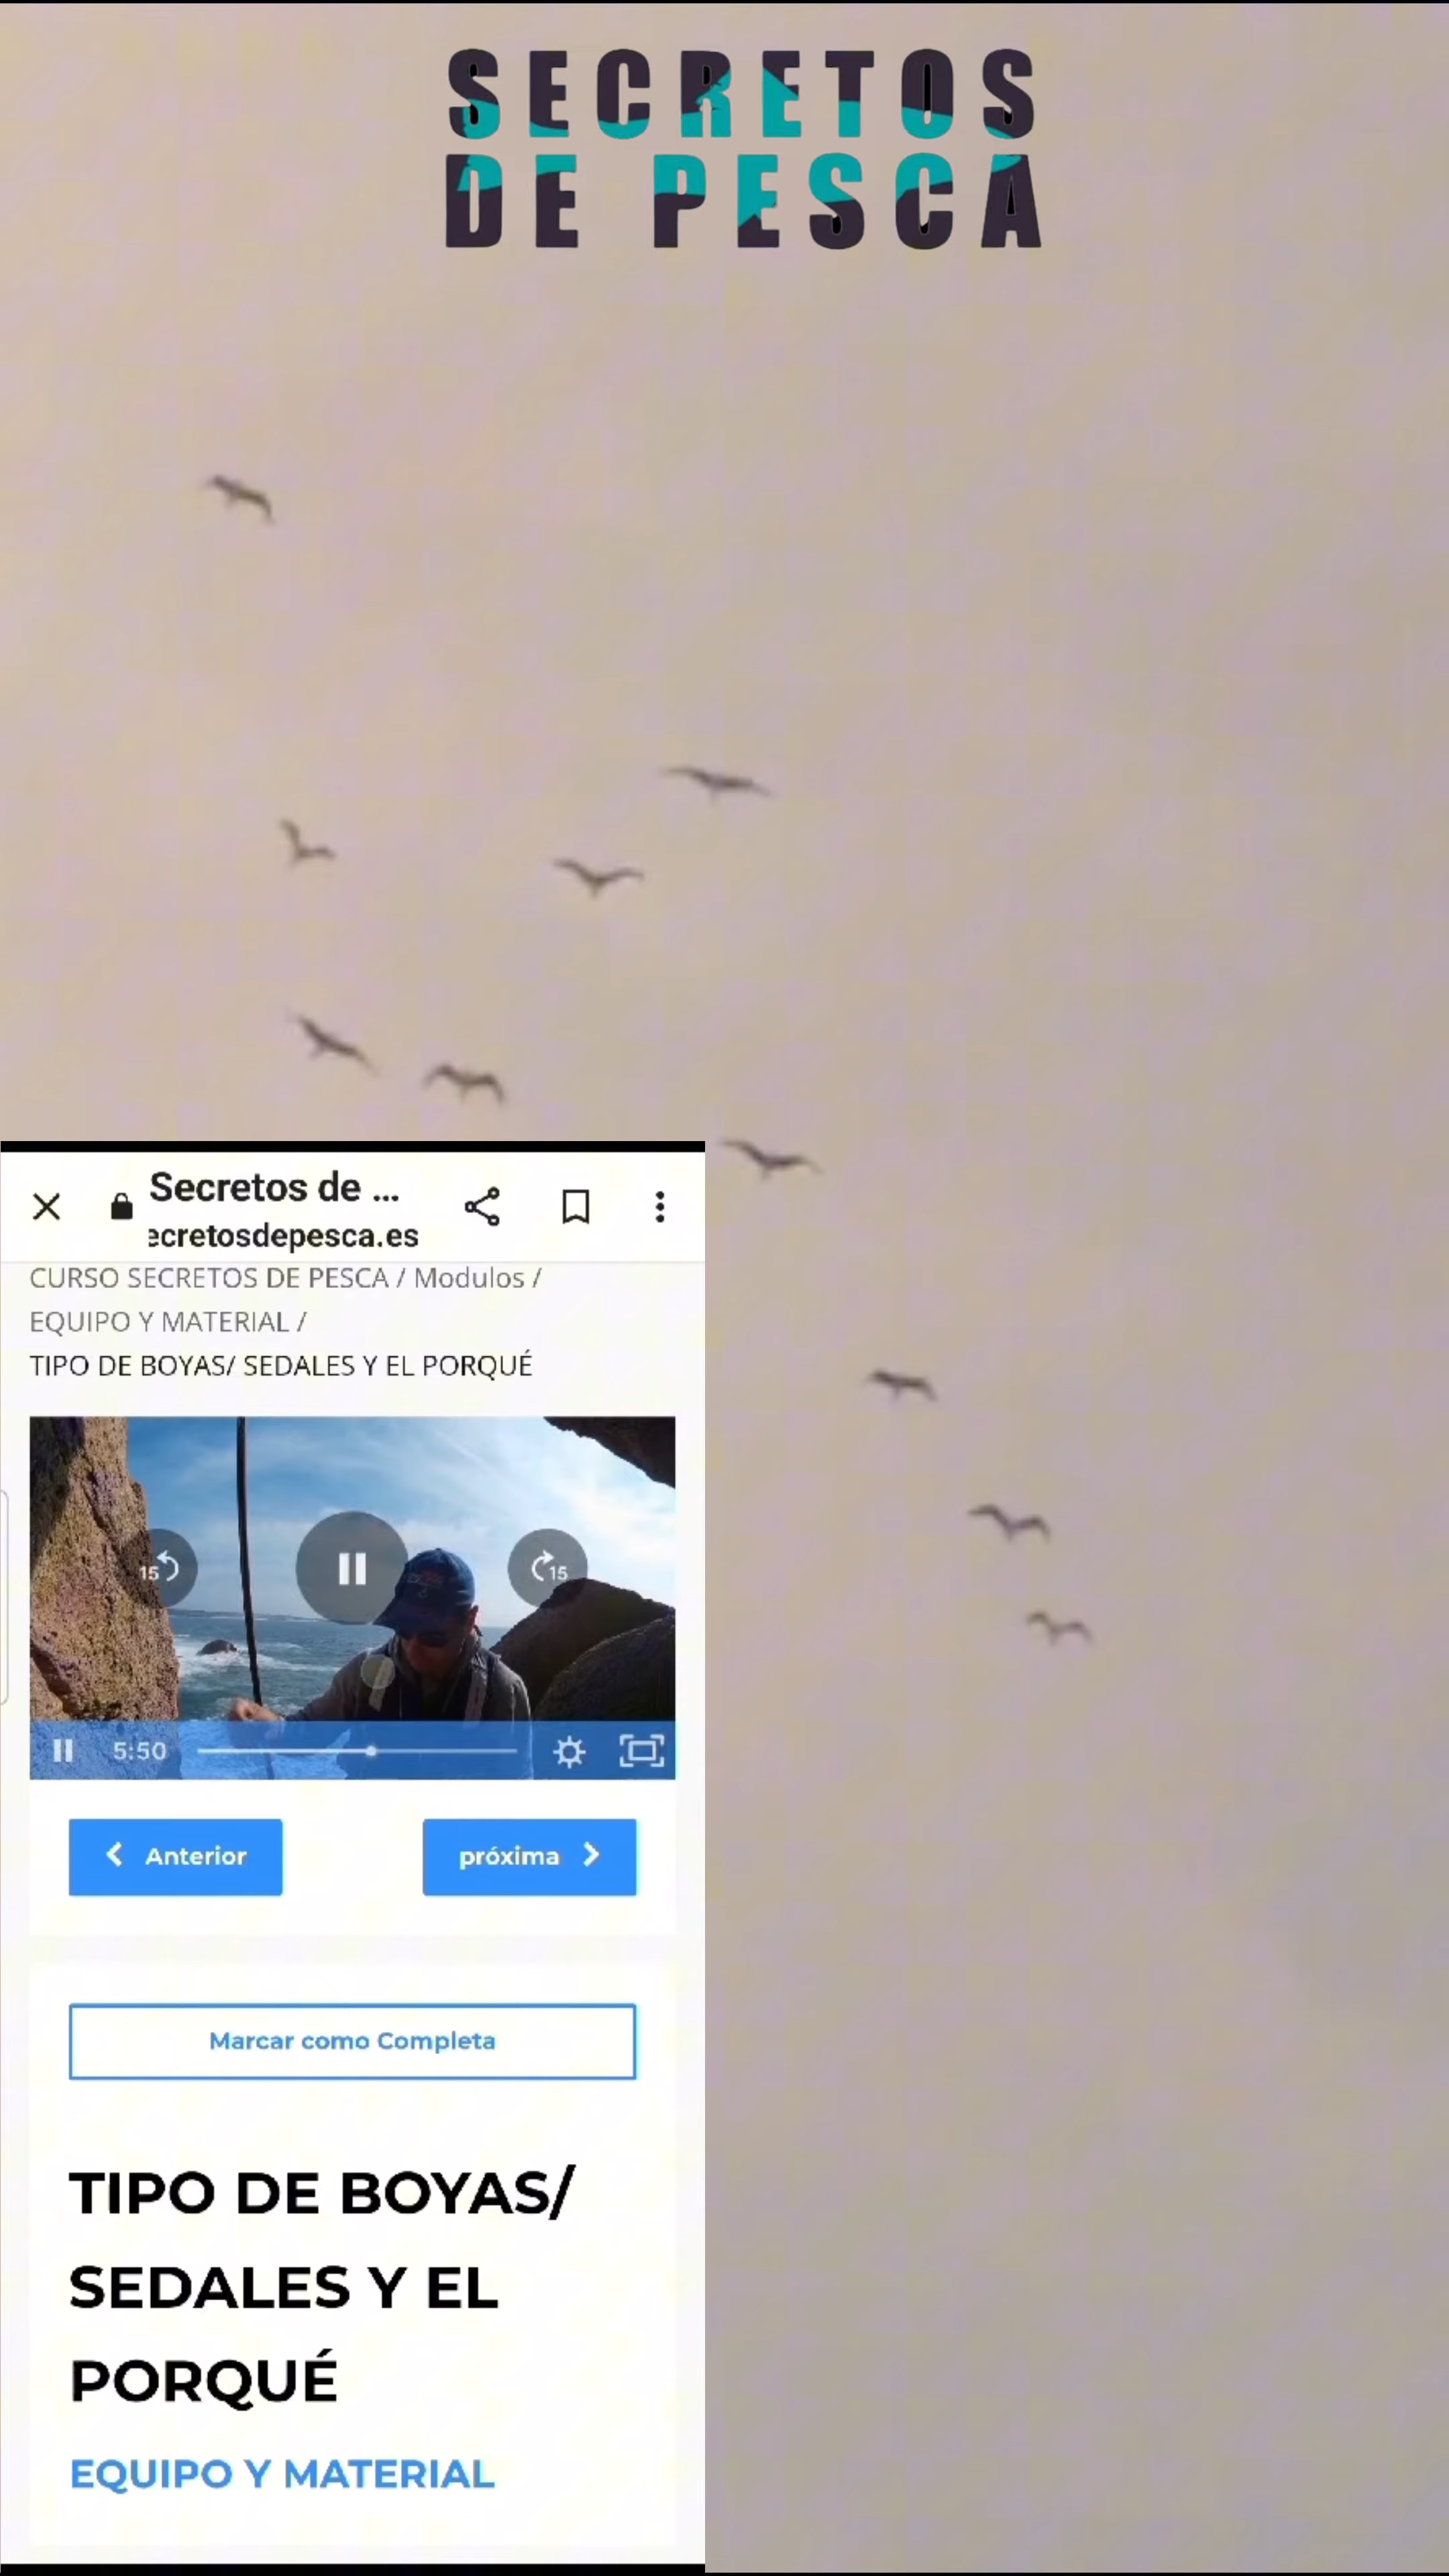 SECRETOS
DE PESCA
Secretos de ...
ecretosdepesca.es
CURSO SECRETOS DE PESCA / Modulos /
EQUIPO Y MATERIAL /
TIPO DE BOYAS/ SEDALES Y EL PORQUÉ
15
15
5:50
Anterior
próxima
Marcar como Completa
TIPO DE BOYAS/
SEDALES Y EL
PORQUÉ
EQUIPO Y MATERIAL